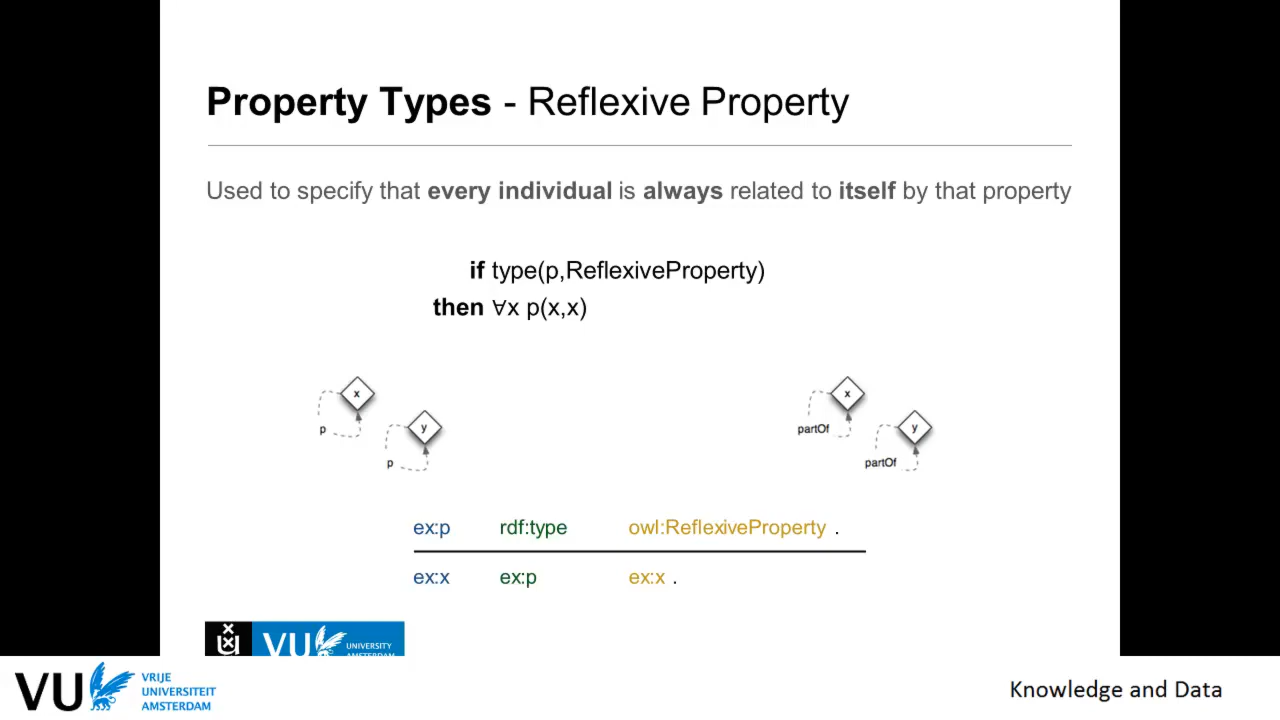 Property Types - Reflexive Property
Used to specify that every individual is always related to itself by that property
if type(p,ReflexiveProperty)
then ∀x p(x,x)
x
p
y
p
x
partOf
y
partOf
ex:p rdf:type owl:ReflexiveProperty .
ex:x ex:p ex:x .
VU UNIVERSITY
AMSTERDAM
VU VRIJE
UNIVERSITEIT
AMSTERDAM
Knowledge and Data